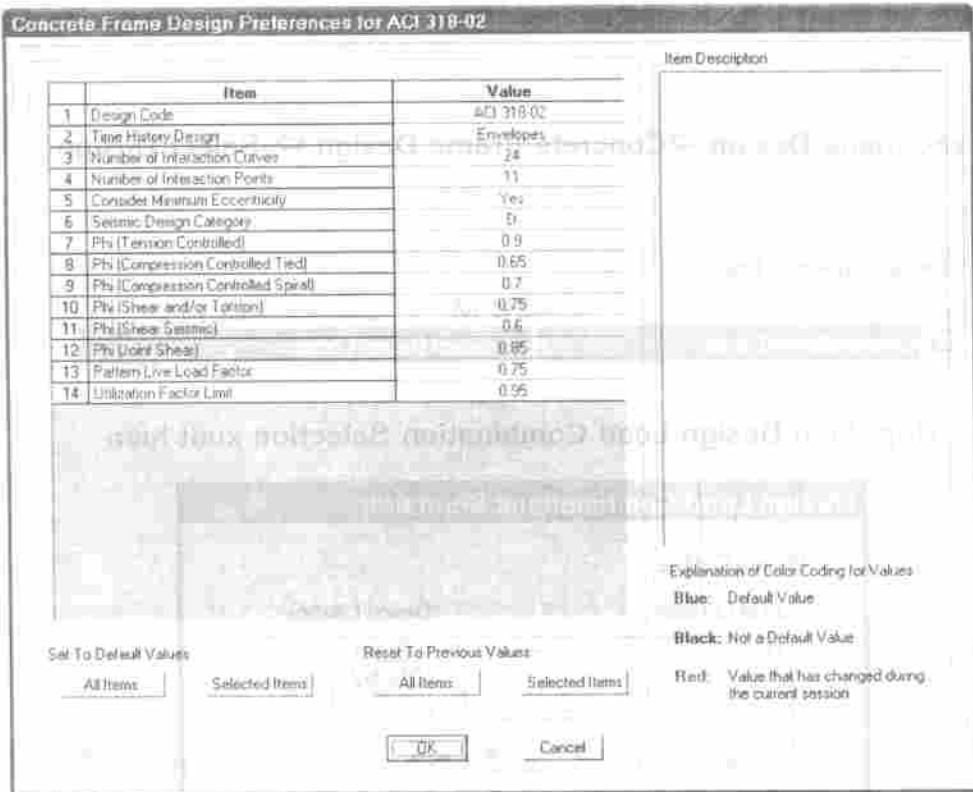 Concrete Frame Design Preferences for ACI 318-02
Item Description
Item Value
1 Design Code ACI 318-02
2 Time History Design Envelopes
3 Number of Interaction Curves 24
4 Number of Interaction Points 11
5 Consider Minimum Eccentricity Yes
6 Seismic Design Category D
7 Phi (Tension Controlled) 0.9
8 Phi (Compression Controlled Tied) 0.65
9 Phi (Compression Controlled Spiral) 0.7
10 Phi (Shear and/or Torsion) 0.75
11 Phi (Shear Seismic) 0.6
12 Phi (Joint Shear) 0.85
13 Pattern Live Load Factor 0.75
14 Utilization Factor Limit 0.95
Explanation of Color Coding for Values
Blue: Default Value
Black: Not a Default Value
Red: Value that has changed during
the current session
Set To Default Values
Reset To Previous Values
All Items Selected Items All Items Selected Items
OK Cancel